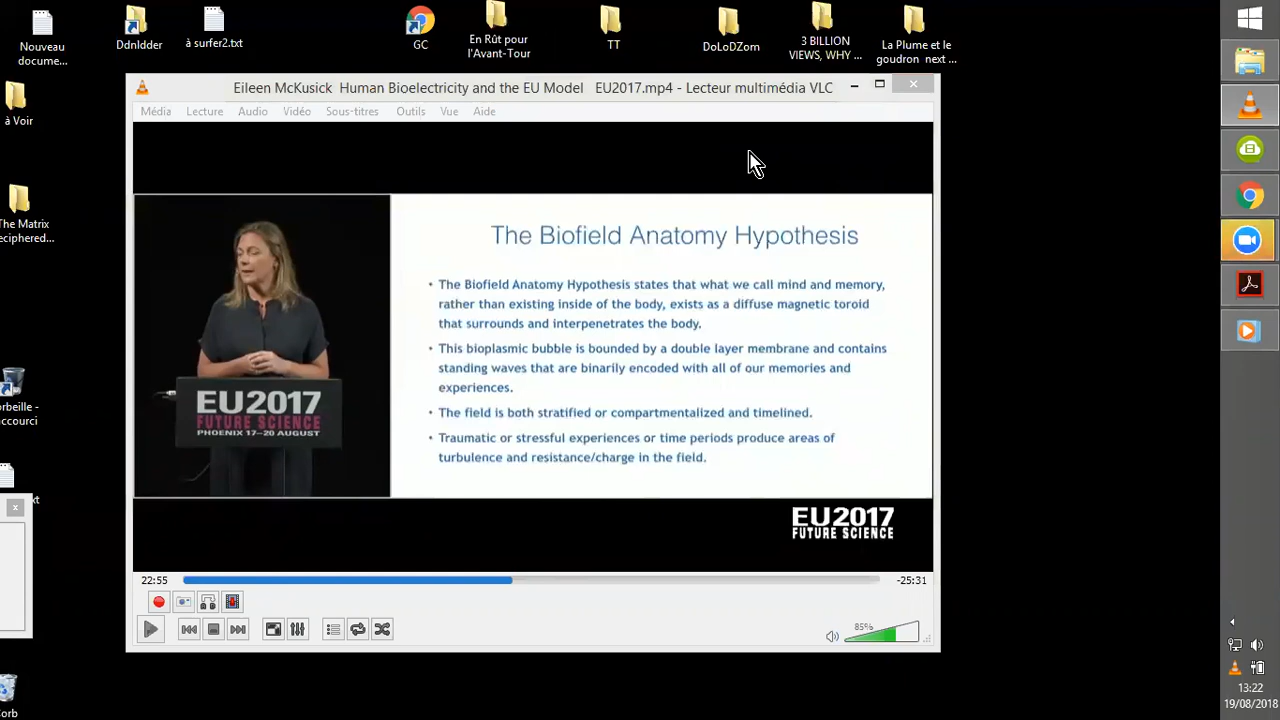 Nouveau
docume...
Ddnldder
à surfer2.txt
GC
En Rût pour
l'Avant-Tour
TT
DoLoDZom
3 BILLION
VIEWS, WHY ...
La Plume et le
goudron next ...
à Voir
The Matrix
eciphered...
orbeille -
accourci
xt
x
Corb
Eileen McKusick Human Bioelectricity and the EU Model EU2017.mp4 - Lecteur multimédia VLC
Média Lecture Audio Vidéo Sous-titres Outils Vue Aide
The Biofield Anatomy Hypothesis
• The Biofield Anatomy Hypothesis states that what we call mind and memory,
rather than existing inside of the body, exists as a diffuse magnetic toroid
that surrounds and interpenetrates the body.
• This bioplasmic bubble is bounded by a double layer membrane and contains
standing waves that are binarily encoded with all of our memories and
experiences.
• The field is both stratified or compartmentalized and timelined.
• Traumatic or stressful experiences or time periods produce areas of
turbulence and resistance/charge in the field.
EU2017
FUTURE SCIENCE
PHOENIX 17–20 AUGUST
EU2017
FUTURE SCIENCE
22:55
-25:31
85%
13:22
19/08/2018